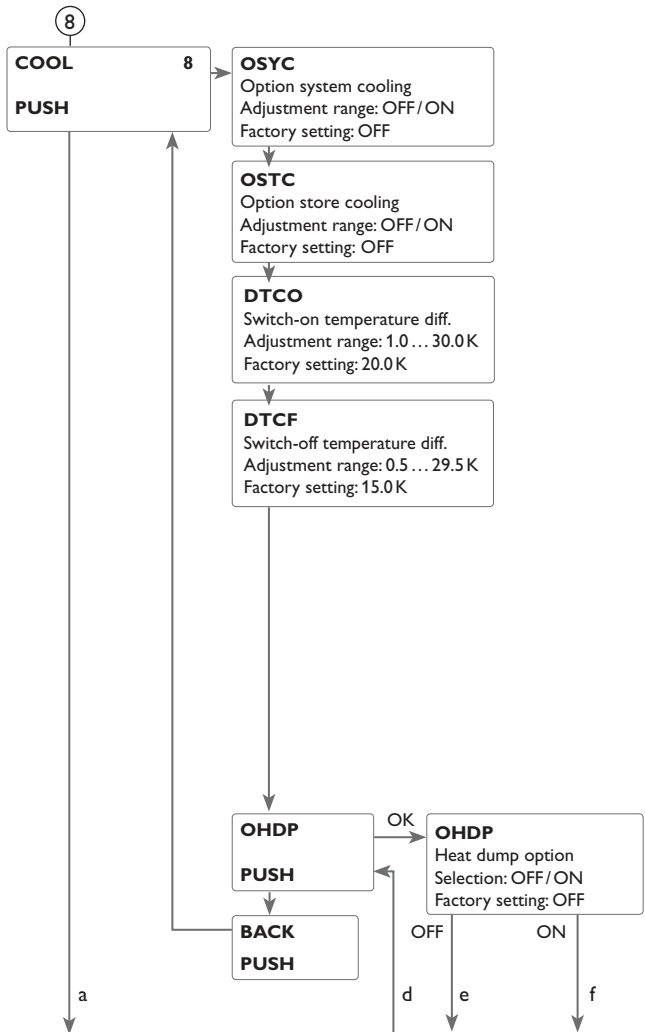 8
COOL 8
PUSH
OSYC
Option system cooling
Adjustment range: OFF/ON
Factory setting: OFF
OSTC
Option store cooling
Adjustment range: OFF/ON
Factory setting: OFF
DTCO
Switch-on temperature diff.
Adjustment range: 1.0 … 30.0 K
Factory setting: 20.0 K
DTCF
Switch-off temperature diff.
Adjustment range: 0.5 … 29.5 K
Factory setting: 15.0 K
OHDP
PUSH
OK
OHDP
Heat dump option
Selection: OFF/ON
Factory setting: OFF
BACK
PUSH
OFF ON
a d e f